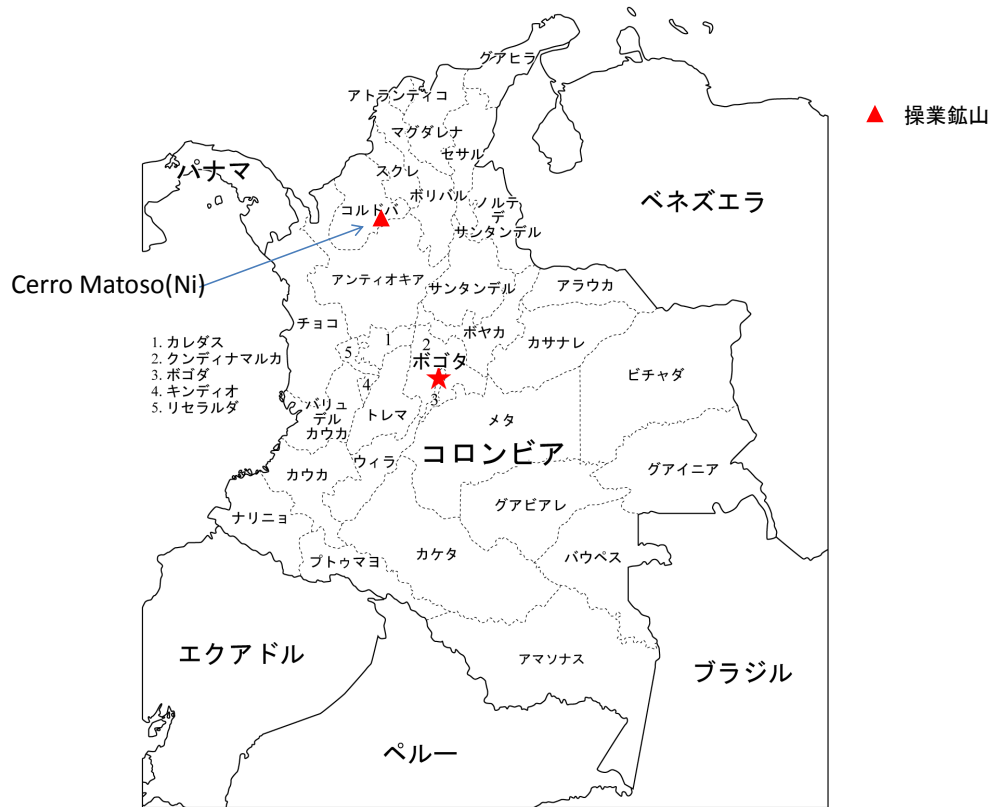 グアヒラ
アトランティコ
マグダレナ
セサル
スクレ
ボリバル
コルドバ
ノルテ
デ
サンタンデル
パナマ
ベネズエラ
▲ 操業鉱山
Cerro Matoso(Ni)
アンティオキア
サンタンデル
アラウカ
チョコ
ボヤカ
カサナレ
1
2
5
4
3
ボゴタ
ビチャダ
1. カレダス
2. クンディナマルカ
3. ボゴダ
4. キンディオ
5. リセラルダ
バリュ
デル
カウカ
トレマ
メタ
コロンビア
カウカ
ウィラ
グアイニア
グアビアレ
ナリニョ
プトゥマヨ
カケタ
バウペス
エクアドル
アマソナス
ブラジル
ペルー